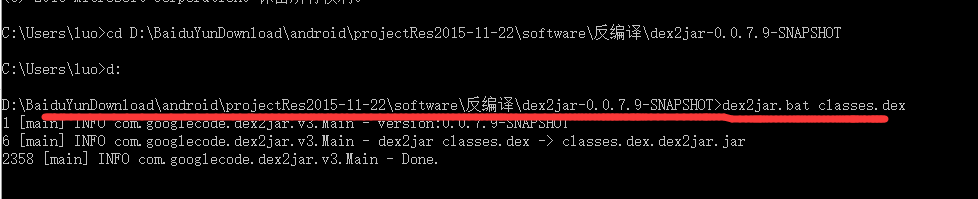 C:\Users\luo>cd D:\BaiduYunDownload\android\projectRes2015-11-22\software\反编译\dex2jar-0.0.7.9-SNAPSHOT
C:\Users\luo>d:
D:\BaiduYunDownload\android\projectRes2015-11-22\software\反编译\dex2jar-0.0.7.9-SNAPSHOT>dex2jar.bat classes.dex
1 [main] INFO com.googlecode.dex2jar.v3.Main - version:0.0.7.9-SNAPSHOT
6 [main] INFO com.googlecode.dex2jar.v3.Main - dex2jar classes.dex -> classes.dex.dex2jar.jar
2358 [main] INFO com.googlecode.dex2jar.v3.Main - Done.